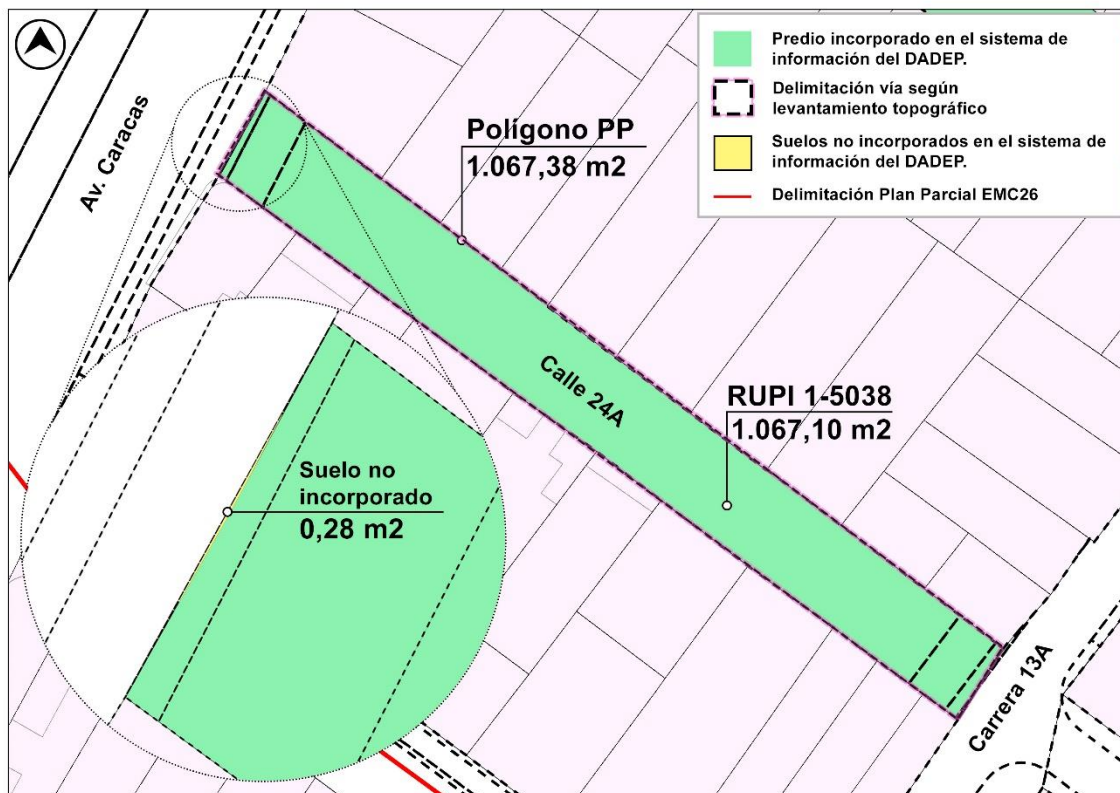 Predio incorporado en el sistema de
información del DADEP.
Delimitación vía según
levantamiento topográfico
Suelos no incorporados en el sistema de
información del DADEP.
Delimitación Plan Parcial EMC26
Av. Caracas
Polígono PP
1.067,38 m2
Calle 24A
RUPI 1-5038
1.067,10 m2
Suelo no
incorporado
0,28 m2
Carrera 13A